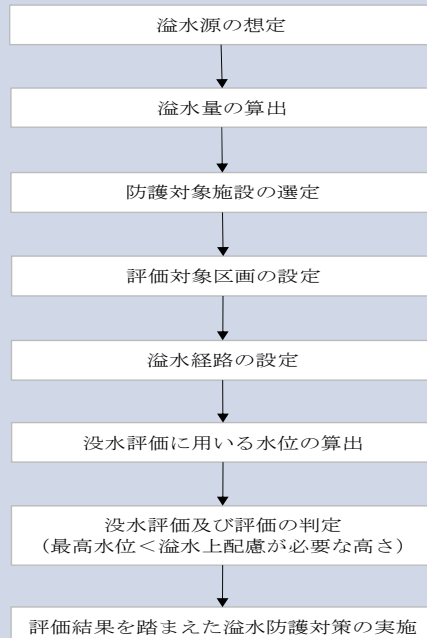 溢水源の想定
溢水量の算出
防護対象施設の選定
評価対象区画の設定
溢水経路の設定
没水評価に用いる水位の算出
没水評価及び評価の判定
（最高水位＜溢水上配慮が必要な高さ）
評価結果を踏まえた溢水防護対策の実施